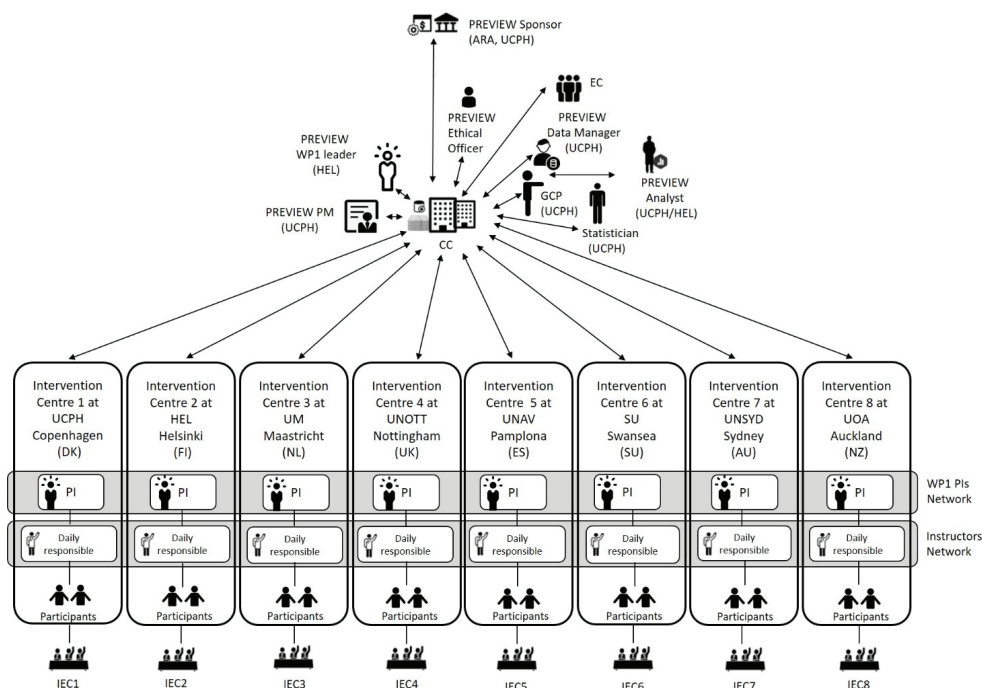 PREVIEW Sponsor
(ARA, UCPH)
EC
PREVIEW
Ethical
Officer
PREVIEW
Data Manager
(UCPH)
PREVIEW
WP1 leader
(HEL)
PREVIEW
Analyst
(UCPH/HEL)
GCP
(UCPH)
PREVIEW PM
(UCPH)
Statistician
(UCPH)
CC
Intervention
Centre 1 at
UCPH
Copenhagen
(DK)
Intervention
Centre 2 at
HEL
Helsinki
(FI)
Intervention
Centre 3 at
UM
Maastricht
(NL)
Intervention
Centre 4 at
UNOTT
Nottingham
(UK)
Intervention
Centre 5 at
UNAV
Pamplona
(ES)
Intervention
Centre 6 at
SU
Swansea
(SU)
Intervention
Centre 7 at
UNSYD
Sydney
(AU)
Intervention
Centre 8 at
UOA
Auckland
(NZ)
PI
PI
PI
PI
PI
PI
PI
PI
WP1 PIs
Network
Daily
responsible
Daily
responsible
Daily
responsible
Daily
responsible
Daily
responsible
Daily
responsible
Daily
responsible
Daily
responsible
Instructors
Network
Participants
Participants
Participants
Participants
Participants
Participants
Participants
Participants
IEC1
IEC2
IEC3
IEC4
IEC5
IEC6
IEC7
IEC8